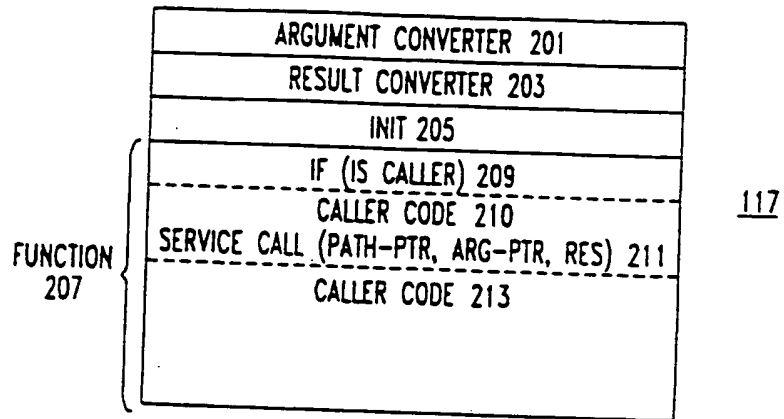 ARGUMENT CONVERTER 201
RESULT CONVERTER 203
INIT 205
IF (IS CALLER) 209
CALLER CODE 210
117
SERVICE CALL (PATH-PTR, ARG-PTR, RES) 211
FUNCTION
207
CALLER CODE 213